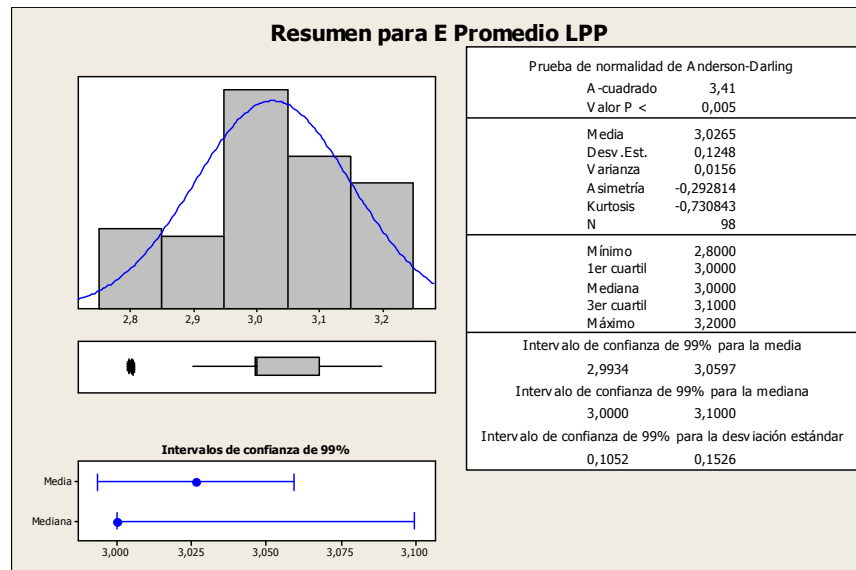 Resumen para E Promedio LPP
Prueba de normalidad de Anderson-Darling
A-cuadrado 3,41
Valor P < 0,005
Media 3,0265
Desv.Est. 0,1248
Varianza 0,0156
Asimetría -0,292814
Kurtosis -0,730843
N 98
Mínimo 2,8000
1er cuartil 3,0000
Mediana 3,0000
3er cuartil 3,1000
Máximo 3,2000
Intervalo de confianza de 99% para la media
2,9934 3,0597
Intervalo de confianza de 99% para la mediana
3,0000 3,1000
Intervalo de confianza de 99% para la desviación estándar
0,1052 0,1526
2,8 2,9 3,0 3,1 3,2
Intervalos de confianza de 99%
Media
Mediana
3,000 3,025 3,050 3,075 3,100